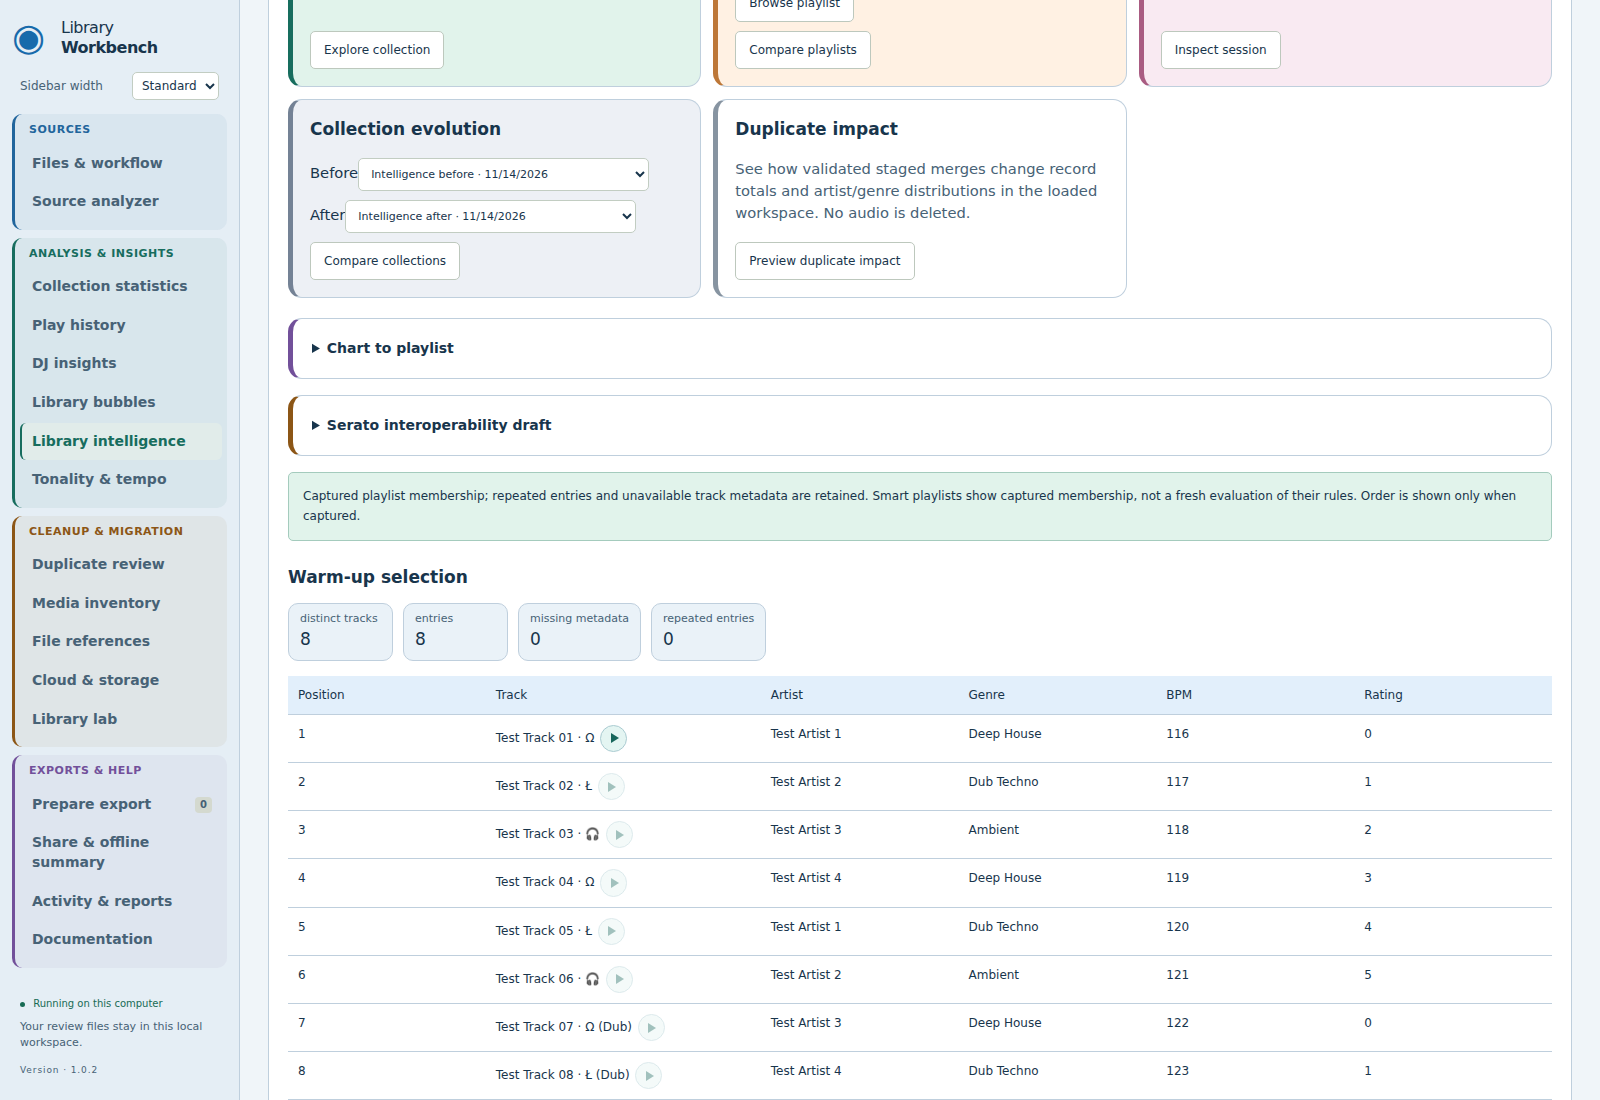 Library
Workbench
Sidebar width
Standard
SOURCES
Files & workflow
Source analyzer
ANALYSIS & INSIGHTS
Collection statistics
Play history
DJ insights
Library bubbles
Library intelligence
Tonality & tempo
CLEANUP & MIGRATION
Duplicate review
Media inventory
File references
Cloud & storage
Library lab
EXPORTS & HELP
Prepare export 0
Share & offline
summary
Activity & reports
Documentation
Running on this computer
Your review files stay in this local
workspace.
Version · 1.0.2
Explore collection
Browse playlist
Compare playlists
Inspect session
Collection evolution
Before Intelligence before · 11/14/2026
After Intelligence after · 11/14/2026
Compare collections
Duplicate impact
See how validated staged merges change record
totals and artist/genre distributions in the loaded
workspace. No audio is deleted.
Preview duplicate impact
Chart to playlist
Serato interoperability draft
Captured playlist membership; repeated entries and unavailable track metadata are retained. Smart playlists show captured membership, not a fresh evaluation of their rules. Order is shown only when
captured.
Warm-up selection
distinct tracks entries missing metadata repeated entries
8 8 0 0
Position Track Artist Genre BPM Rating
1 Test Track 01 · Ω Test Artist 1 Deep House 116 0
2 Test Track 02 · Ł Test Artist 2 Dub Techno 117 1
3 Test Track 03 · 🎧 Test Artist 3 Ambient 118 2
4 Test Track 04 · Ω Test Artist 4 Deep House 119 3
5 Test Track 05 · Ł Test Artist 1 Dub Techno 120 4
6 Test Track 06 · 🎧 Test Artist 2 Ambient 121 5
7 Test Track 07 · Ω (Dub) Test Artist 3 Deep House 122 0
8 Test Track 08 · Ł (Dub) Test Artist 4 Dub Techno 123 1